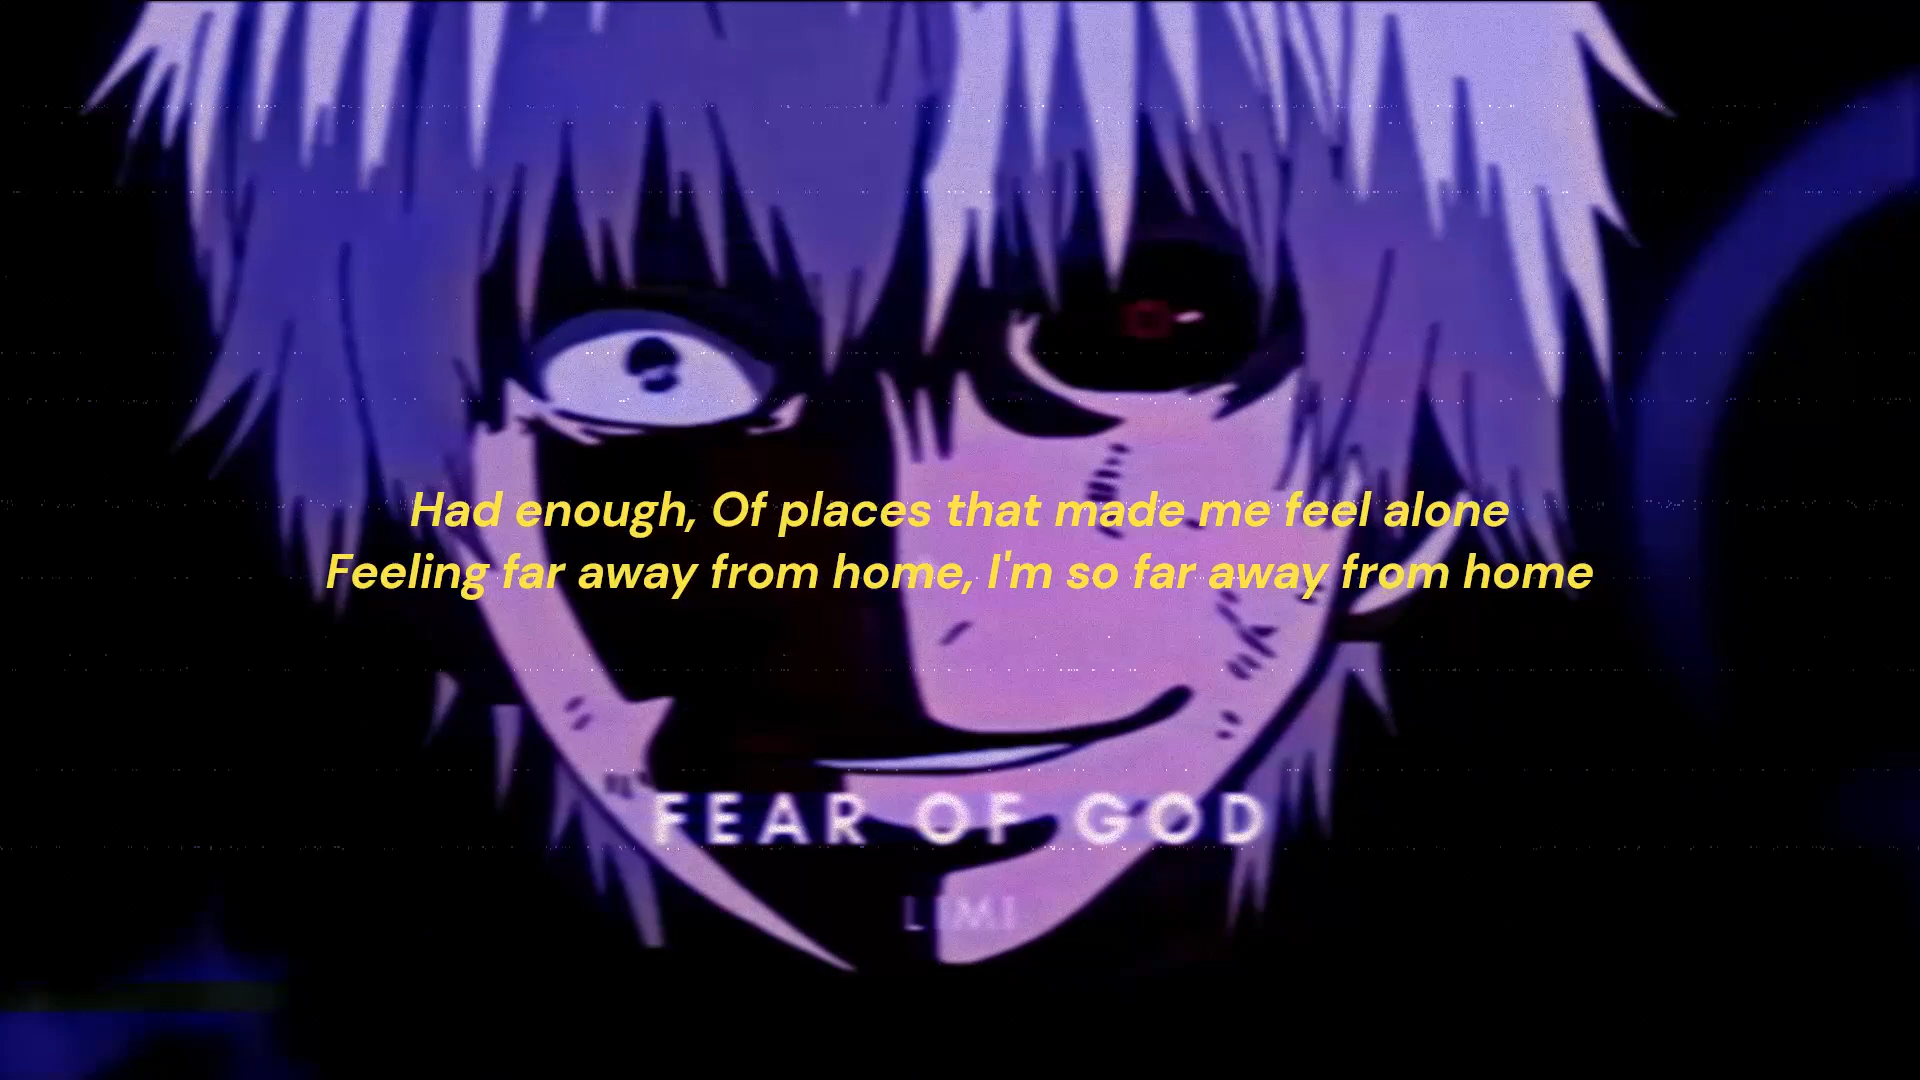 Had enough, Of places that made me feel alone
Feeling far away from home, I'm so far away from home
FEAR OF GOD
LIMI